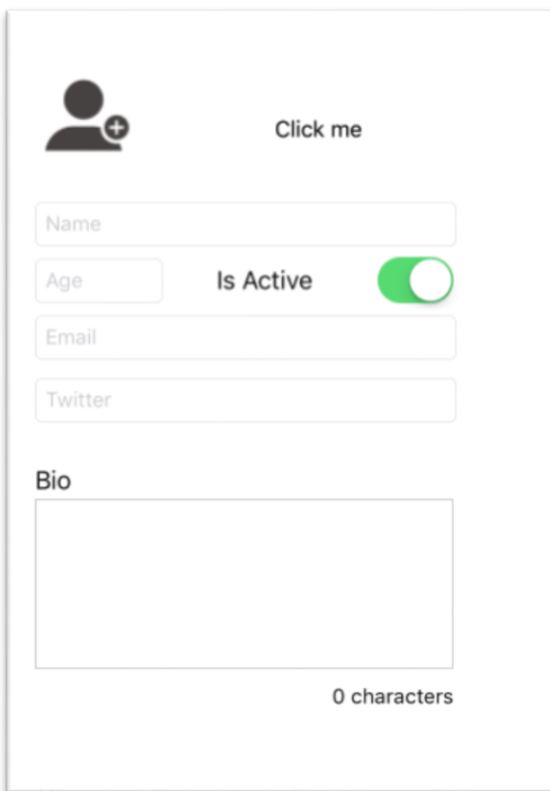 Click me
Name
Age Is Active
Email
Twitter
Bio
0 characters